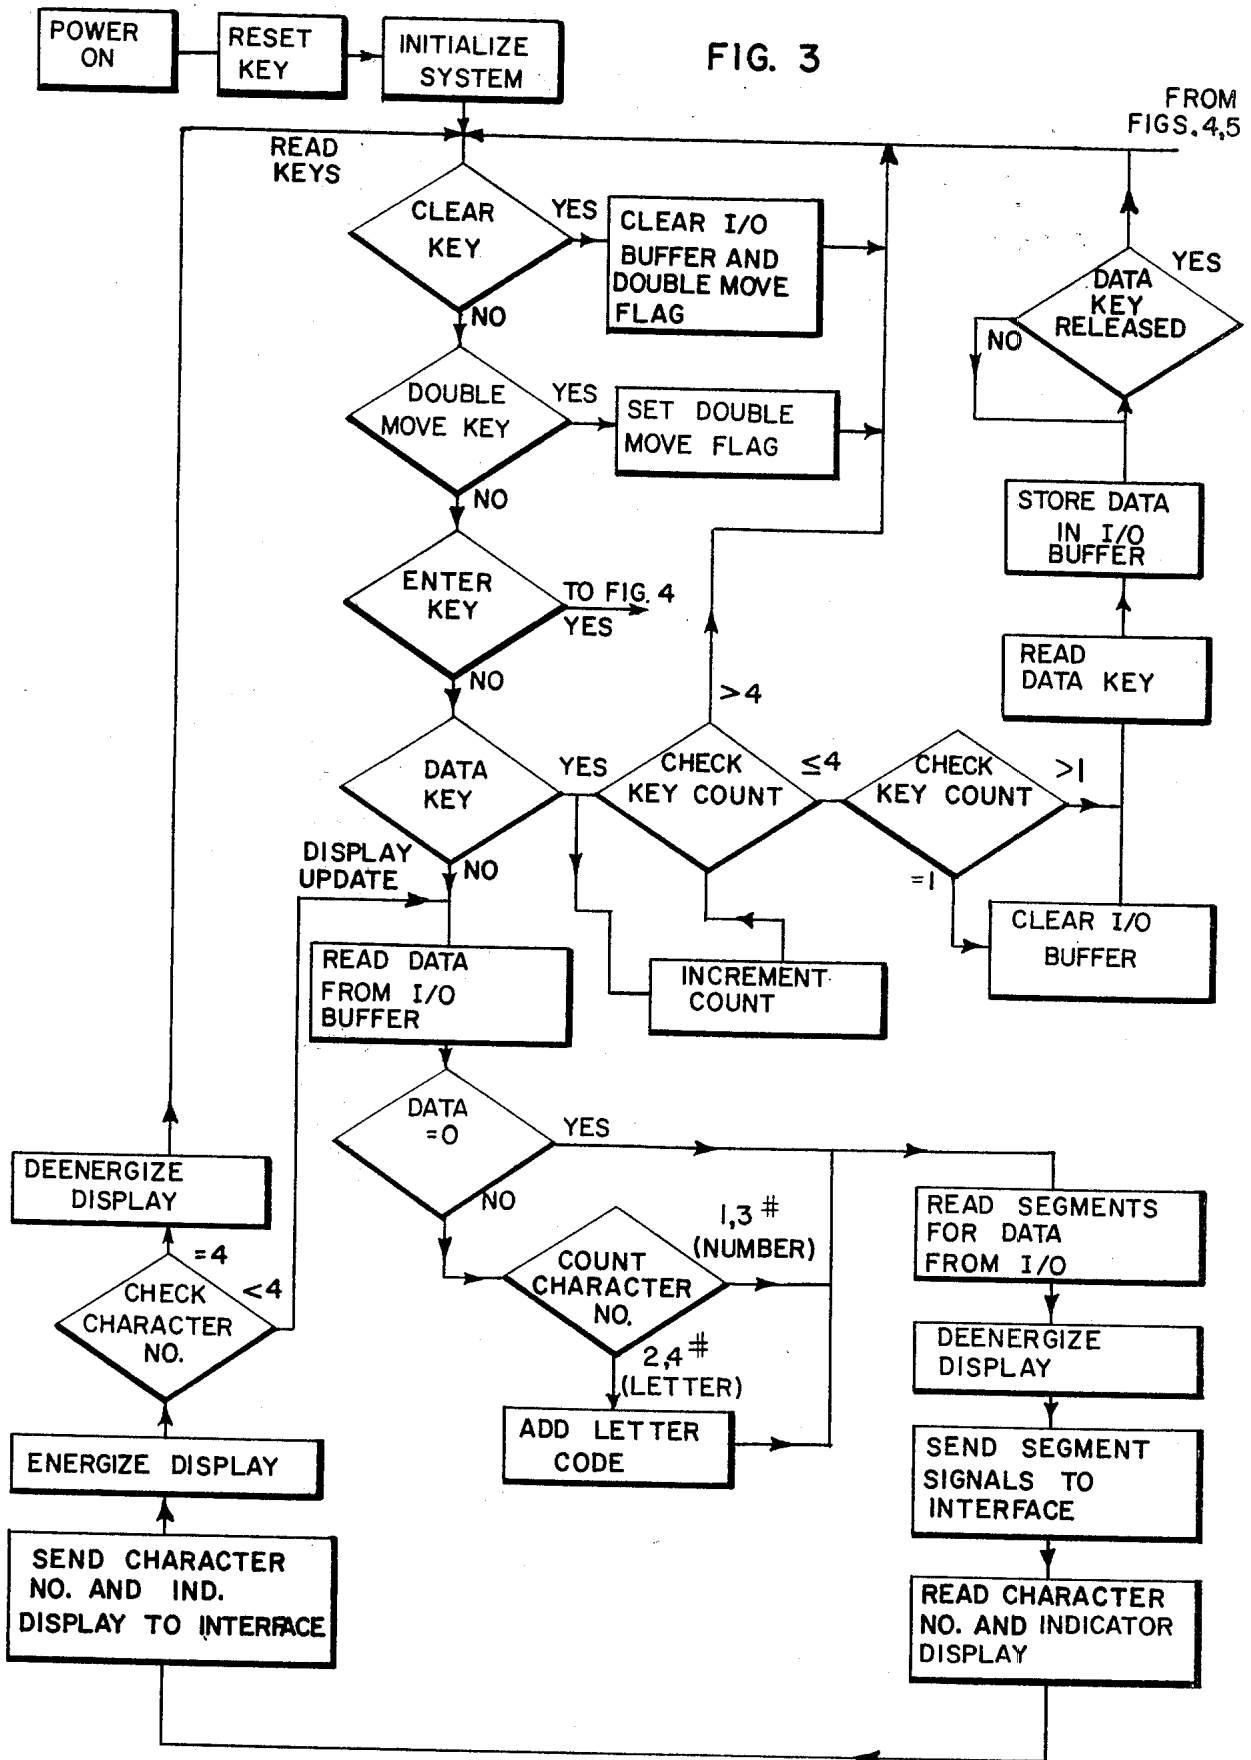 POWER
ON
RESET
KEY
INITIALIZE
SYSTEM
FIG. 3
FROM
FIGS. 4,5
READ
KEYS
CLEAR
KEY
YES
NO
CLEAR I/O
BUFFER AND
DOUBLE MOVE
FLAG
DATA
KEY
RELEASED
YES
NO
DOUBLE
MOVE KEY
YES
NO
SET DOUBLE
MOVE FLAG
STORE DATA
IN I/O
BUFFER
ENTER
KEY
TO FIG. 4
YES
NO
READ
DATA KEY
DATA
KEY
YES
NO
CHECK
KEY COUNT
>4
≤4
CHECK
KEY COUNT
>1
=1
DISPLAY
UPDATE
CLEAR I/O
BUFFER
INCREMENT
COUNT
READ DATA
FROM I/O
BUFFER
DATA
=0
YES
NO
COUNT
CHARACTER
NO.
1,3 #
(NUMBER)
2,4 #
(LETTER)
ADD LETTER
CODE
READ SEGMENTS
FOR DATA
FROM I/O
DEENERGIZE
DISPLAY
SEND SEGMENT
SIGNALS TO
INTERFACE
READ CHARACTER
NO. AND INDICATOR
DISPLAY
DEENERGIZE
DISPLAY
=4
<4
CHECK
CHARACTER
NO.
ENERGIZE DISPLAY
SEND CHARACTER
NO. AND IND.
DISPLAY TO INTERFACE